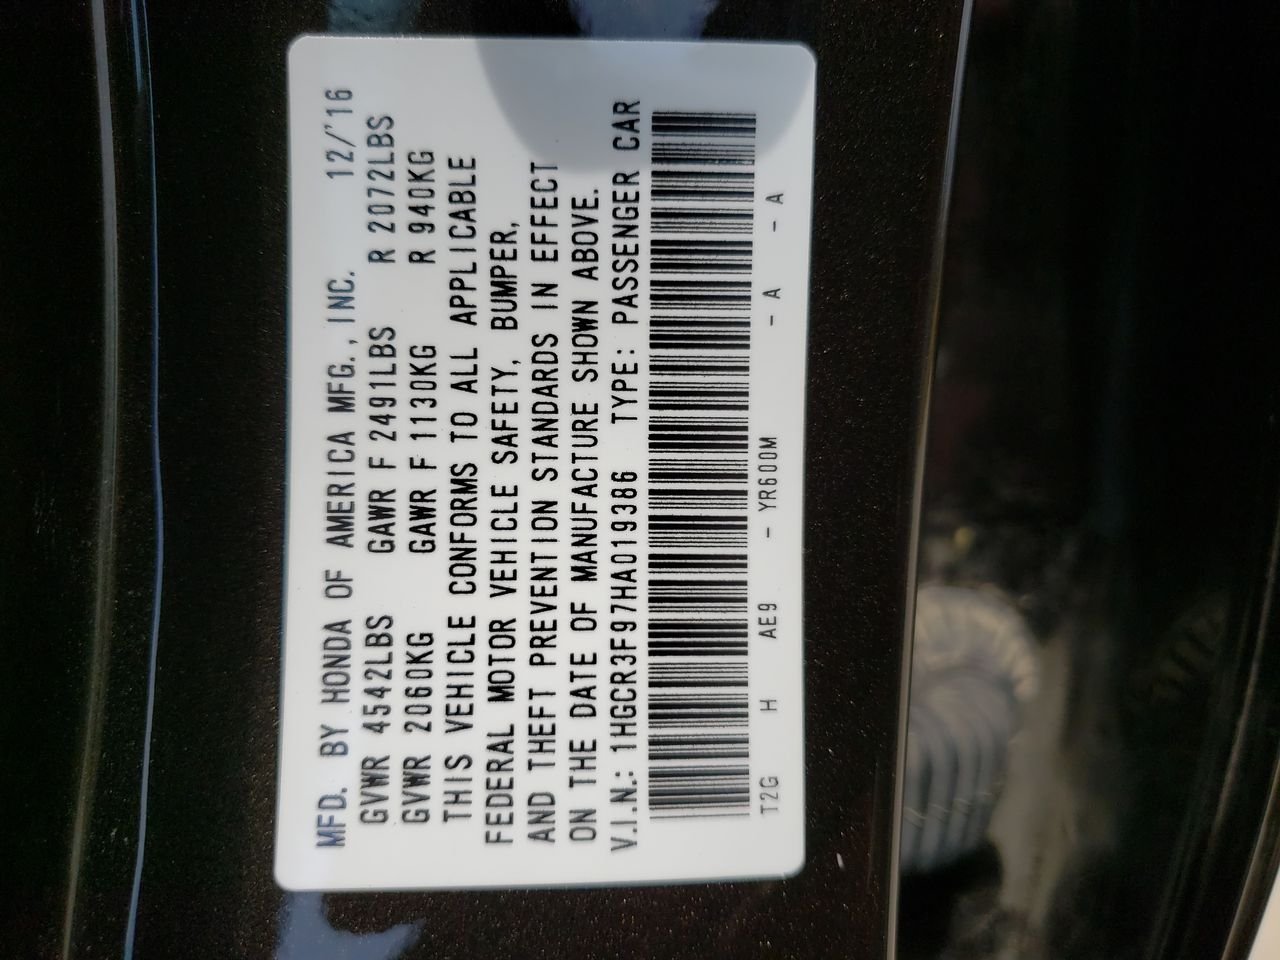 MFD. BY HONDA OF AMERICA MFG., INC. 12/'16
GVWR 4542LBS GAWR F 2491LBS R 2072LBS
GVWR 2060KG GAWR F 1130KG R 940KG
THIS VEHICLE CONFORMS TO ALL APPLICABLE
FEDERAL MOTOR VEHICLE SAFETY, BUMPER,
AND THEFT PREVENTION STANDARDS IN EFFECT
ON THE DATE OF MANUFACTURE SHOWN ABOVE.
V.I.N.: 1HGCR3F97HA019386 TYPE: PASSENGER CAR
T2G H AE9 - YR600M - A - A